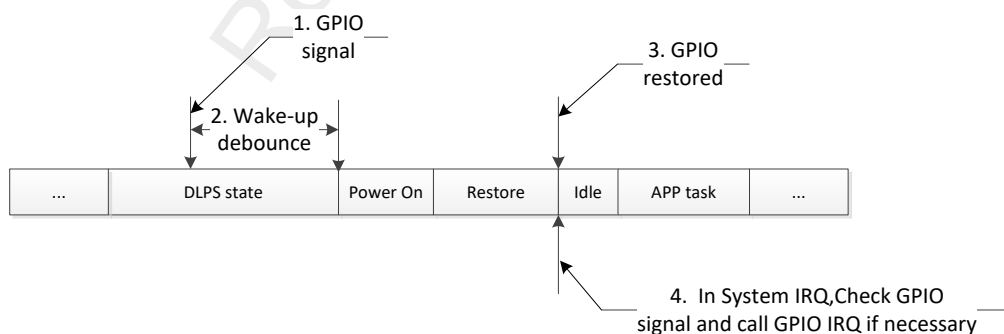 1. GPIO
signal
3. GPIO
restored
2. Wake-up
debounce
... DLPS state Power On Restore Idle APP task ...
4. In System IRQ,Check GPIO
signal and call GPIO IRQ if necessary